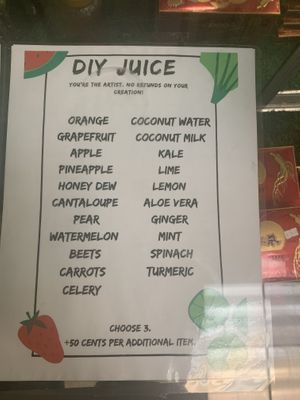 DIY JUICE
YOU'RE THE ARTIST. NO REFUNDS ON YOUR
CREATION!
ORANGE
GRAPEFRUIT
APPLE
PINEAPPLE
HONEY DEW
CANTALOUPE
PEAR
WATERMELON
BEETS
CARROTS
CELERY
COCONUT WATER
COCONUT MILK
KALE
LIME
LEMON
ALOE VERA
GINGER
MINT
SPINACH
TURMERIC
CHOOSE 3.
+50 CENTS PER ADDITIONAL ITEM.